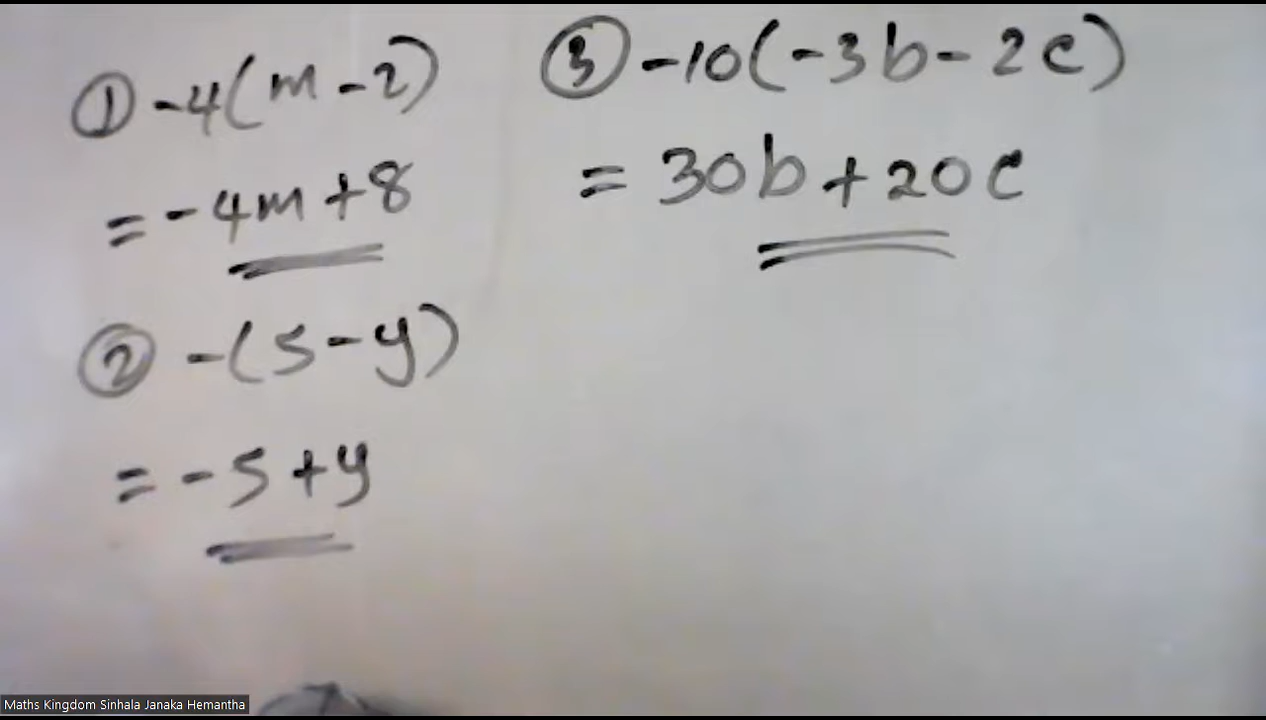 ① -4(m-2)
= -4m+8
② -(5-y)
= -5+y
③ -10(-3b-2c)
= 30b+20c
Maths Kingdom Sinhala Janaka Hemantha